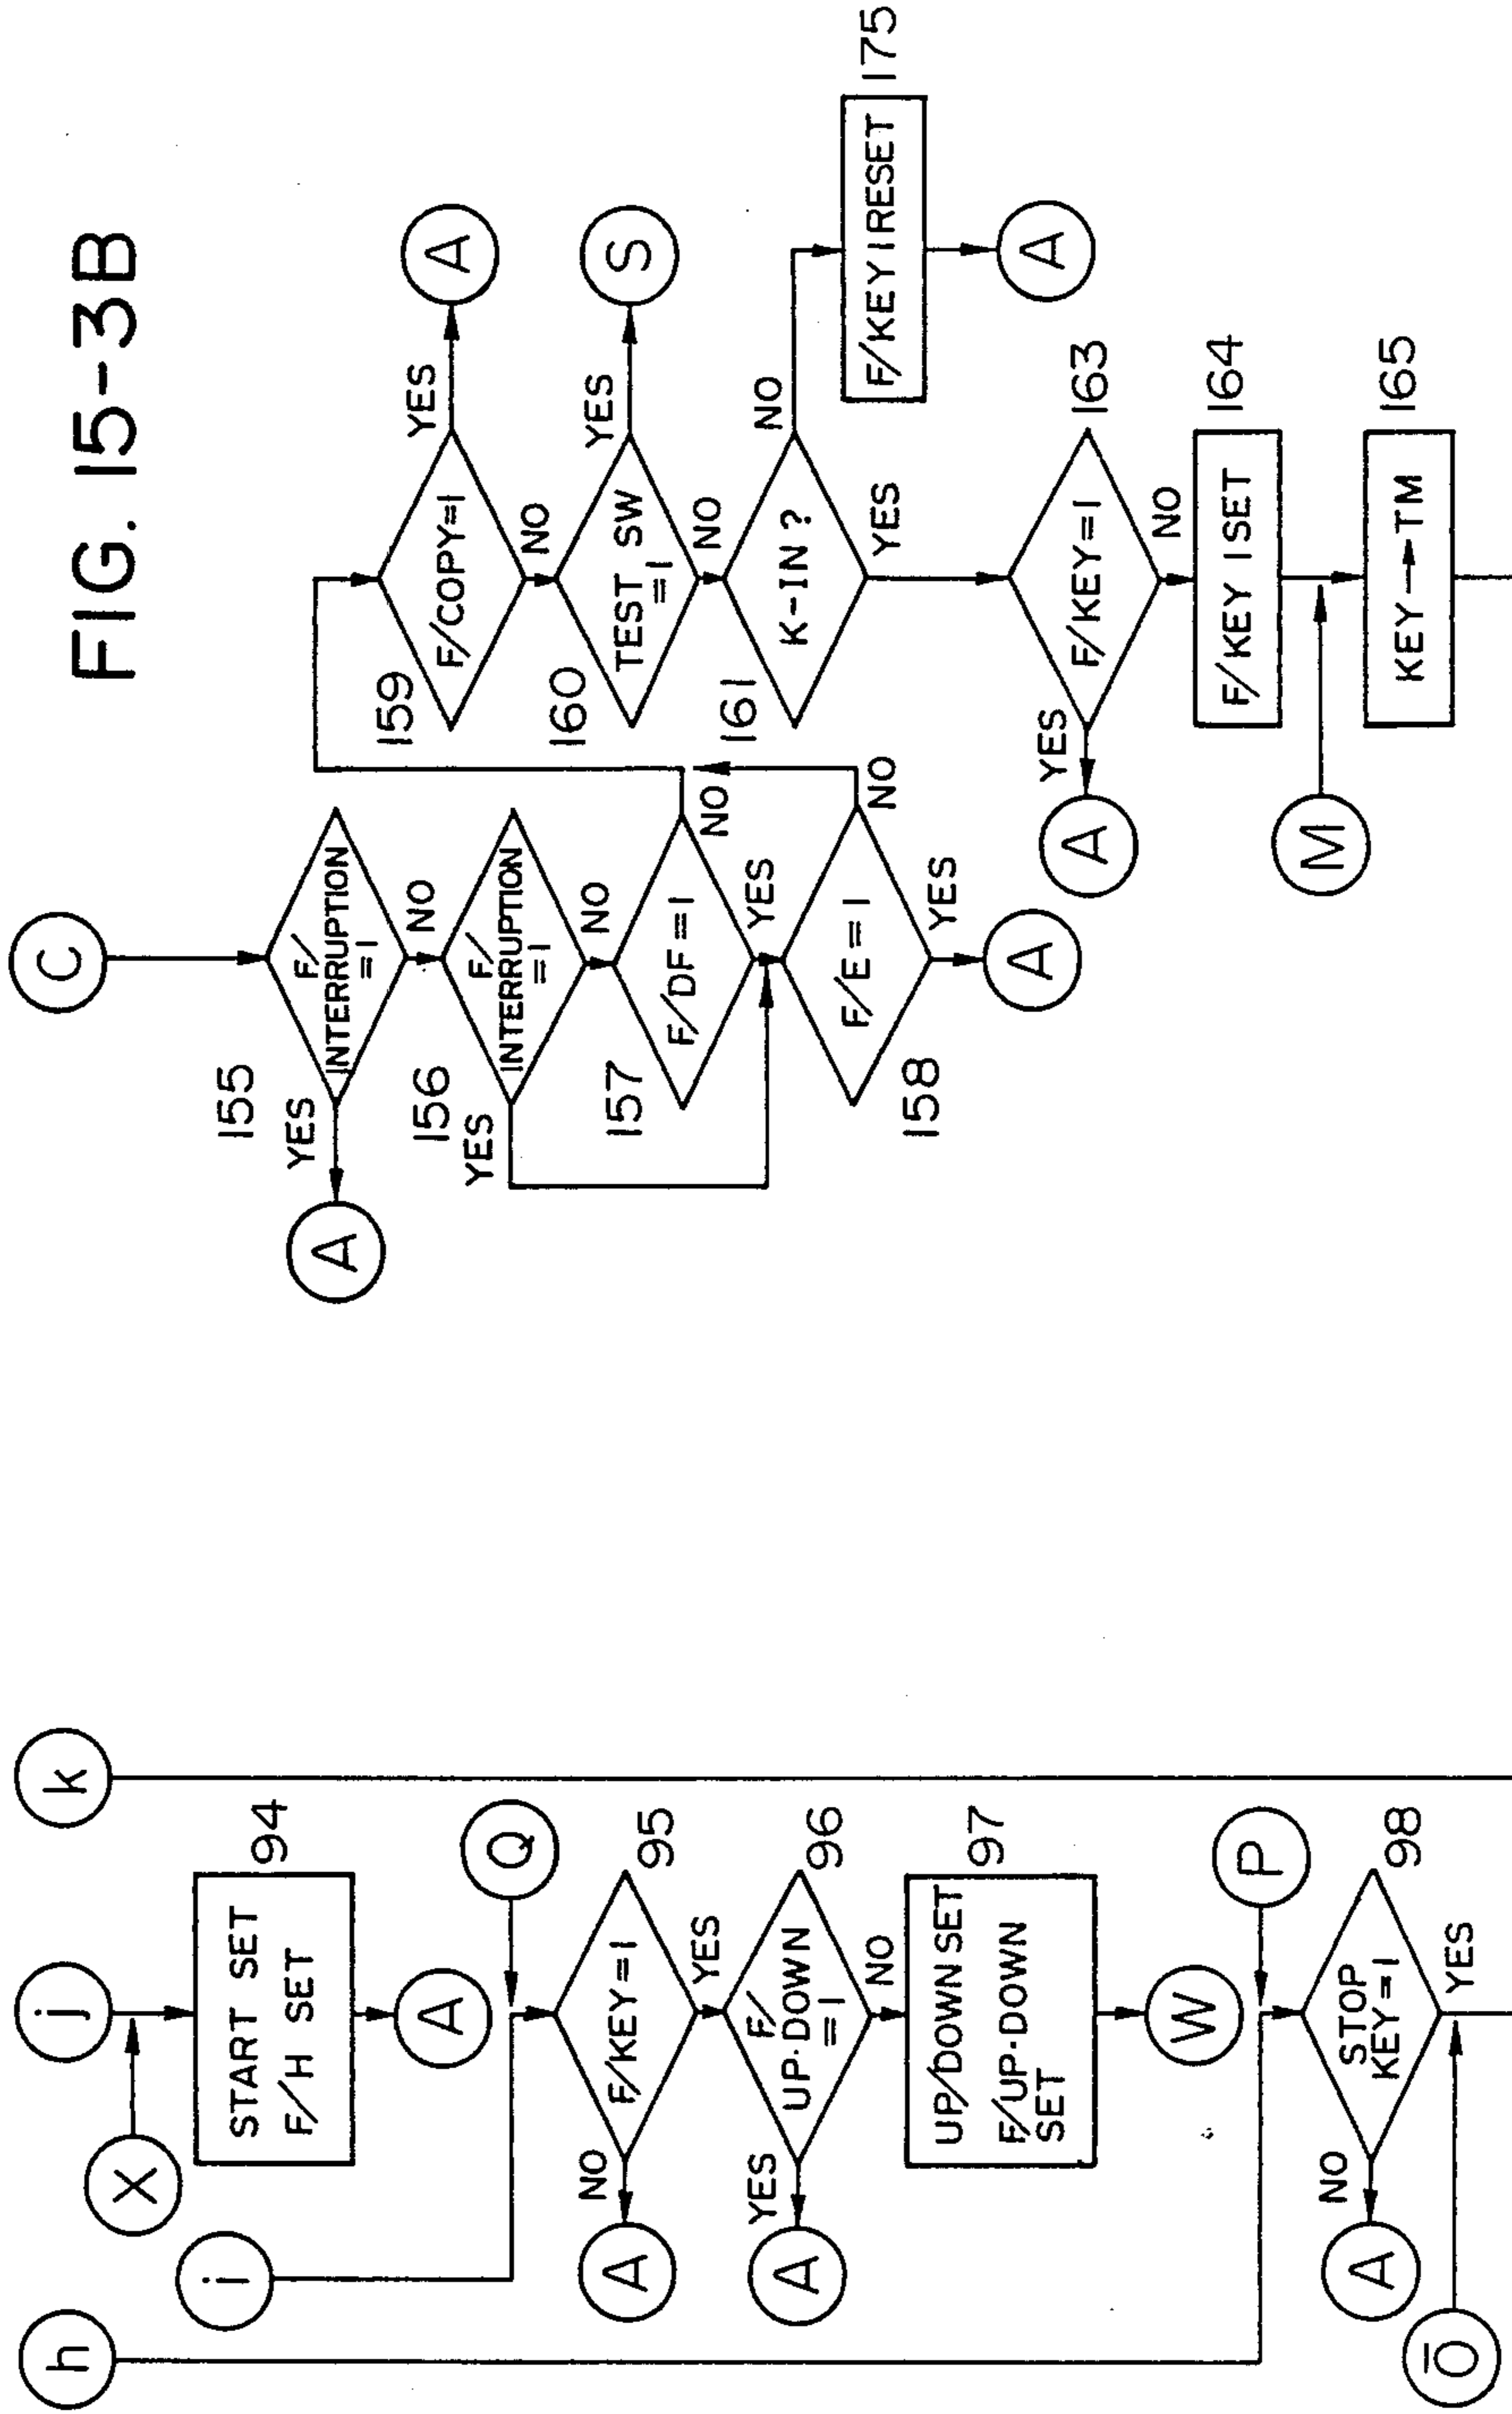 FIG. 15-3B
h
i
X
j
START SET
F/H SET
94
A
k
Q
F/KEY=1
95
NO
A
YES
F/
UP·DOWN
=1
96
YES
A
NO
UP/DOWN SET
F/UP·DOWN
SET
97
W
P
STOP
KEY=1
98
NO
A
YES
O̅
C
155
F/
INTERRUPTION
=1
YES
A
NO
156
F/
INTERRUPTION
=1
YES
NO
157
F/DF=1
NO
YES
158
F/E=1
NO
YES
A
159
F/COPY=1
YES
A
NO
160
TEST SW
=1
YES
S
NO
161
K-IN ?
NO
F/KEY 1 RESET
175
A
YES
F/KEY=1
163
YES
A
NO
F/KEY 1 SET
164
M
KEY→TM
165